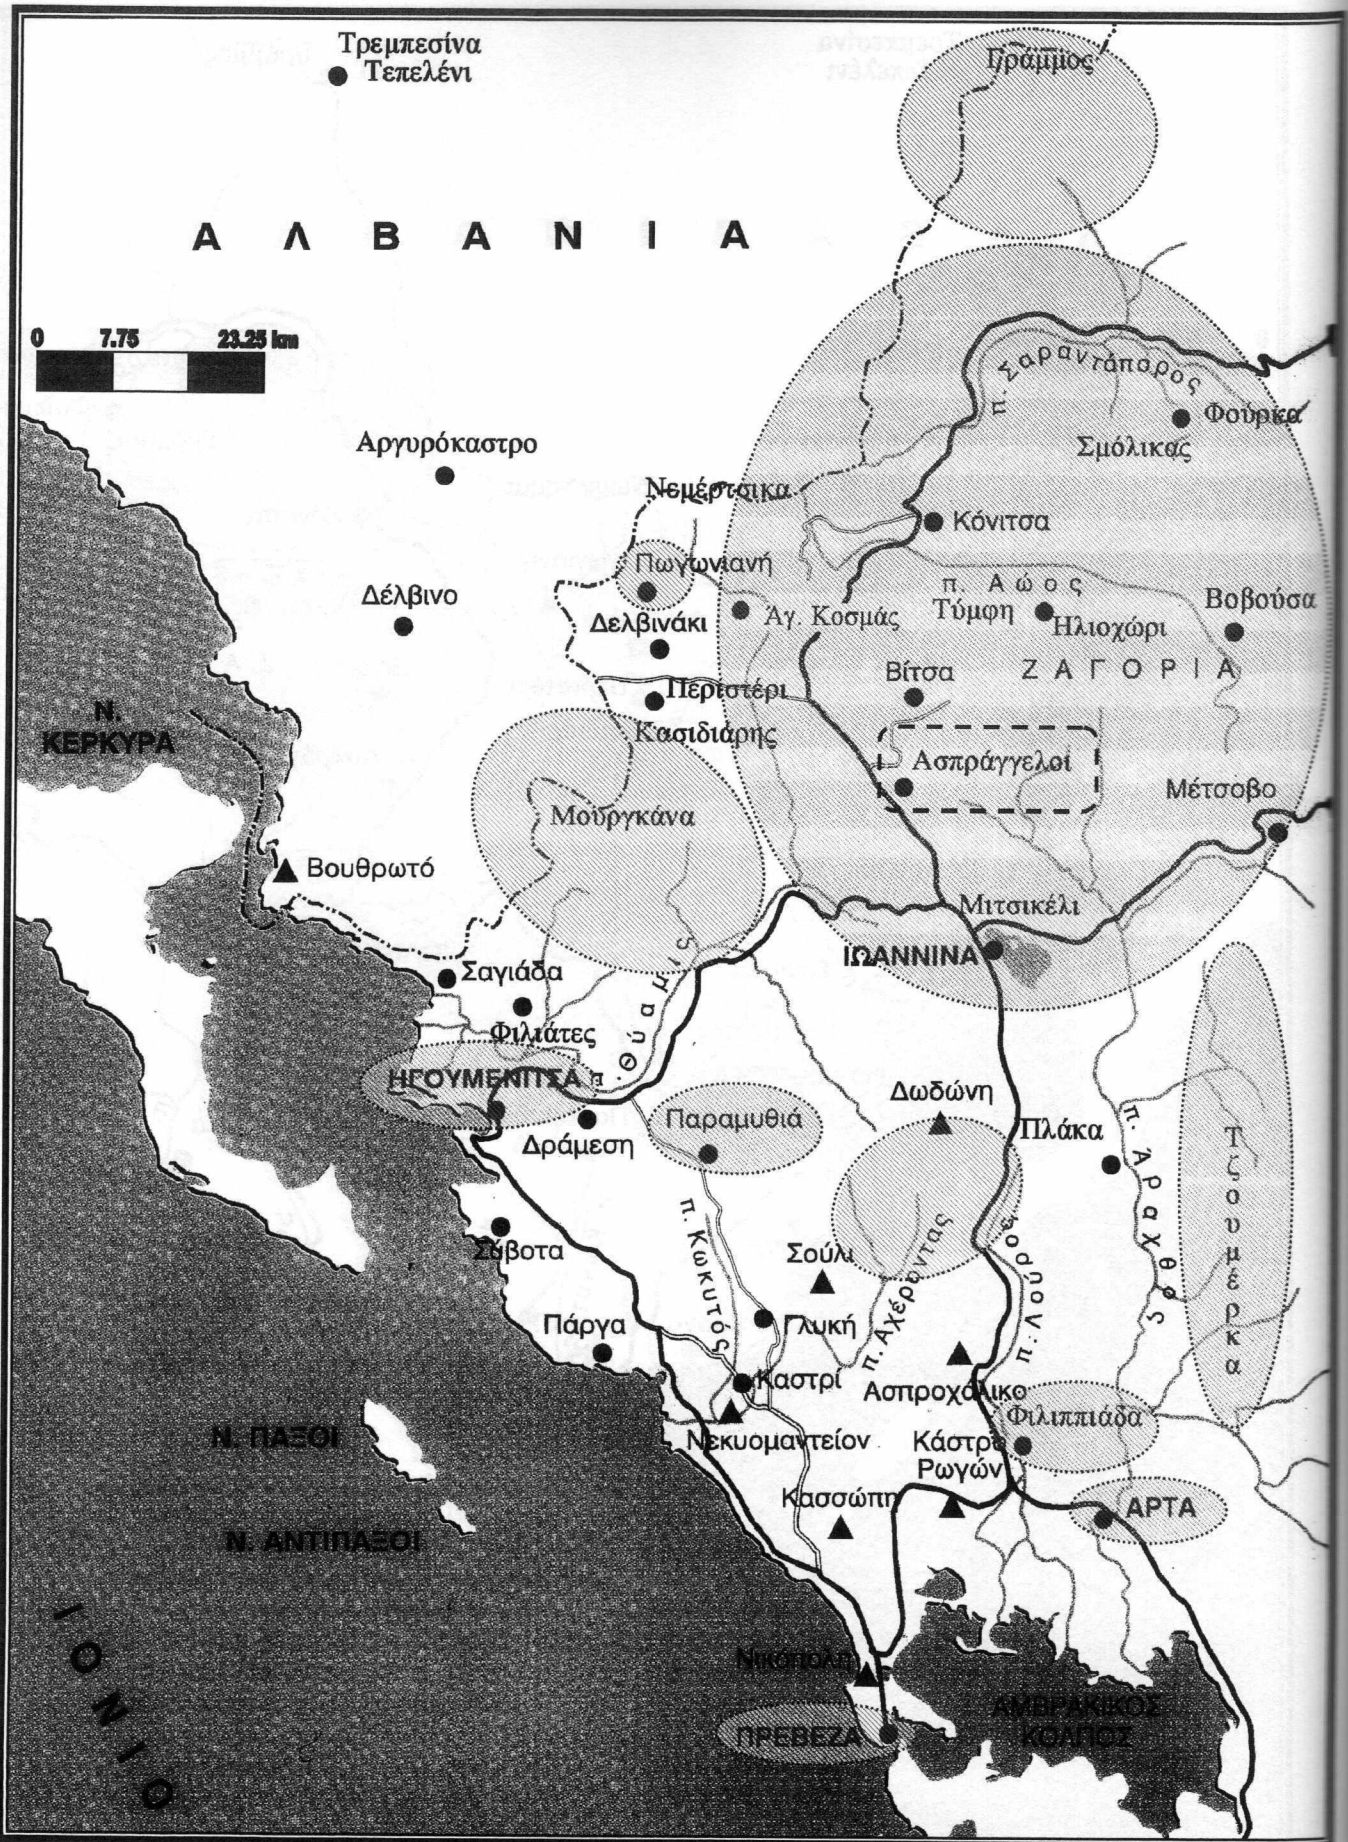 Τρεμπεσίνα
Τεπελένι
Γράμμος
ΑΛΒΑΝΙΑ
0 7.75 23.25 km
π. Σαραντάπορος
Φούρκα
Σμόλικας
Αργυρόκαστρο
Νεμέρτσικα
Κόνιτσα
Πωγωνιανή
π. Αώος
Δέλβινο
Δελβινάκι
Άγ. Κοσμάς
Τύμφη
Ηλιοχώρι
Βοβούσα
Βίτσα
ΖΑΓΟΡΙΑ
Περιστέρι
Κασιδιάρης
Ν.
ΚΕΡΚΥΡΑ
Ασπράγγελοί
Μέτσοβο
Μουργκάνα
Βουθρωτό
Μιτσικέλι
ΙΩΑΝΝΙΝΑ
Σαγιάδα
Φιλιάτες
π. Θύαμις
ΗΓΟΥΜΕΝΙΤΣΑ
Δωδώνη
Παραμυθιά
Πλάκα
Δράμεση
π. Άραχθος
Τζουμέρκα
π. Κωκυτός
Σύβοτα
Σούλι
π. Αχέροντας
π. Λούρος
Πάργα
Γλυκή
Καστρί
Ασπροχάλικο
Φιλιππιάδα
Ν. ΠΑΞΟΙ
Νεκυομαντείον
Κάστρο
Ρωγών
Κασσώπη
ΑΡΤΑ
Ν. ΑΝΤΙΠΑΞΟΙ
ΙΟΝΙΟ
Νικόπολη
ΑΜΒΡΑΚΙΚΟΣ
ΚΟΛΠΟΣ
ΠΡΕΒΕΖΑ